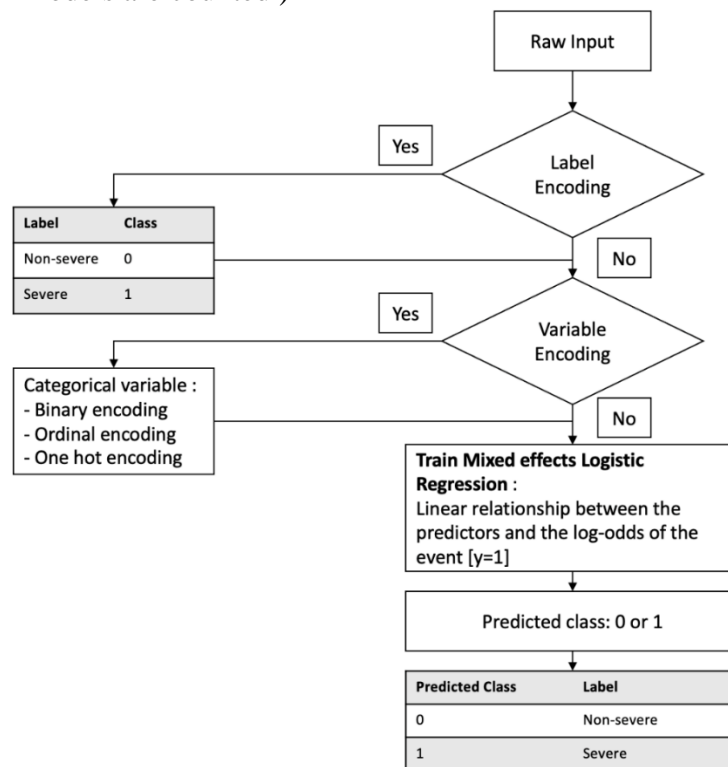 Raw Input
Yes
Label
Encoding
Label Class
Non-severe 0
Severe 1
No
Yes
Variable
Encoding
Categorical variable :
- Binary encoding
- Ordinal encoding
- One hot encoding
No
Train Mixed effects Logistic
Regression :
Linear relationship between the
predictors and the log-odds of the
event [y=1]
Predicted class: 0 or 1
Predicted Class Label
0 Non-severe
1 Severe